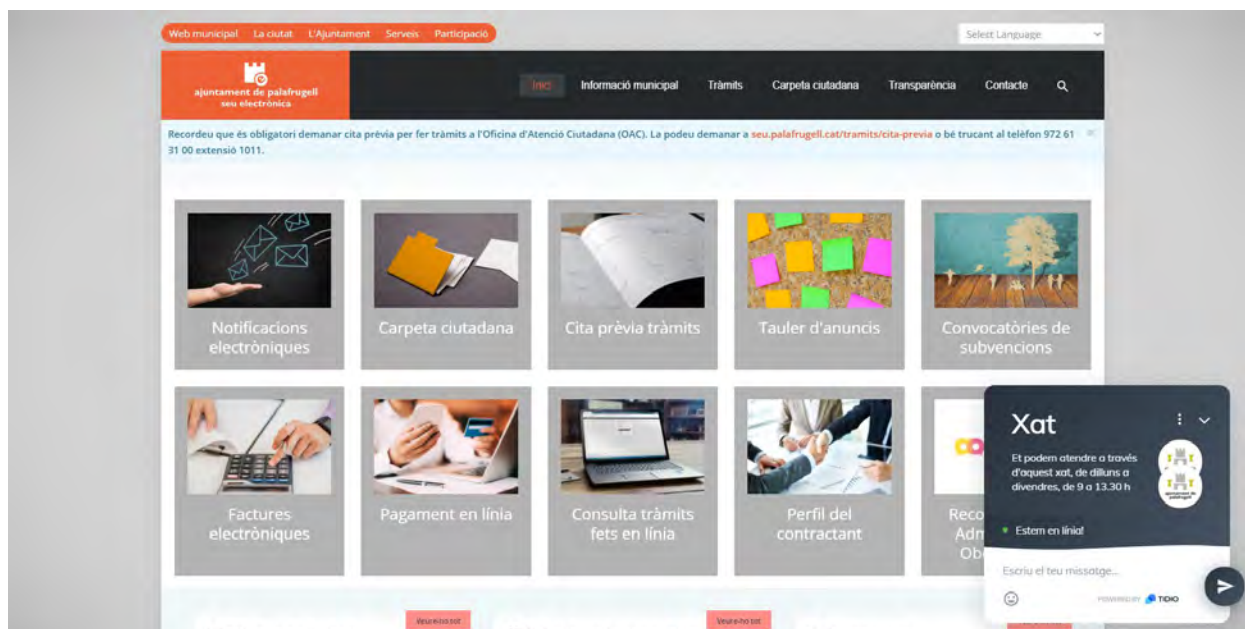 Web municipal La ciutat L'Ajuntament Serveis Participació
Select Language
ajuntament de palafrugell
seu electrònica
Inici Informació municipal Tràmits Carpeta ciutadana Transparència Contacte
Recordeu que és obligatori demanar cita prèvia per fer tràmits a l'Oficina d'Atenció Ciutadana (OAC). La podeu demanar a seu.palafrugell.cat/tramits/cita-previa o bé trucant al telèfon 972 61
31 00 extensió 1011.
Notificacions
electròniques
Carpeta ciutadana
Cita prèvia tràmits
Tauler d'anuncis
Convocatòries de
subvencions
Factures
electròniques
Pagament en línia
Consulta tràmits
fets en línia
Perfil del
contractant
Xat
Et podem atendre a través
d'aquest xat, de dilluns a
divendres, de 9 a 13.30 h
ajuntament de
palafrugell
Estem en línia!
Escriu el teu missatge...
POWERED BY TIDIO
Veure-ho tot
Veure-ho tot